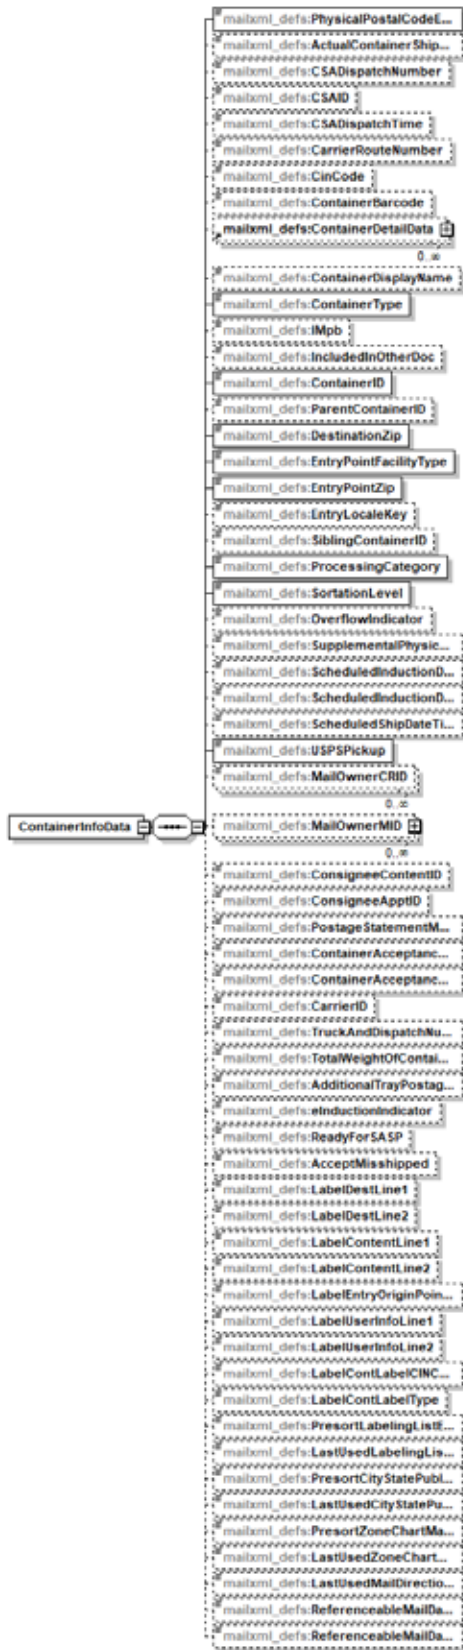 mailxml_defs:PhysicalPostalCodeE...
mailxml_defs:ActualContainerShip...
mailxml_defs:CSADispatchNumber
mailxml_defs:CSAID
mailxml_defs:CSADispatchTime
mailxml_defs:CarrierRouteNumber
mailxml_defs:CinCode
mailxml_defs:ContainerBarcode
mailxml_defs:ContainerDetailData
0..∞
mailxml_defs:ContainerDisplayName
mailxml_defs:ContainerType
mailxml_defs:IMpb
mailxml_defs:IncludedInOtherDoc
mailxml_defs:ContainerID
mailxml_defs:ParentContainerID
mailxml_defs:DestinationZip
mailxml_defs:EntryPointFacilityType
mailxml_defs:EntryPointZip
mailxml_defs:EntryLocaleKey
mailxml_defs:SiblingContainerID
mailxml_defs:ProcessingCategory
mailxml_defs:SortationLevel
mailxml_defs:OverflowIndicator
mailxml_defs:SupplementalPhysic...
mailxml_defs:ScheduledInductionD...
mailxml_defs:ScheduledInductionD...
mailxml_defs:ScheduledShipDateTi...
mailxml_defs:USPSPickup
mailxml_defs:MailOwnerCRID
0..∞
ContainerInfoData
mailxml_defs:MailOwnerMID
0..∞
mailxml_defs:ConsigneeContentID
mailxml_defs:ConsigneeApptID
mailxml_defs:PostageStatementM...
mailxml_defs:ContainerAcceptanc...
mailxml_defs:ContainerAcceptanc...
mailxml_defs:CarrierID
mailxml_defs:TruckAndDispatchNu...
mailxml_defs:TotalWeightOfContai...
mailxml_defs:AdditionalTrayPostag...
mailxml_defs:eInductionIndicator
mailxml_defs:ReadyForSASP
mailxml_defs:AcceptMisshipped
mailxml_defs:LabelDestLine1
mailxml_defs:LabelDestLine2
mailxml_defs:LabelContentLine1
mailxml_defs:LabelContentLine2
mailxml_defs:LabelEntryOriginPoin...
mailxml_defs:LabelUserInfoLine1
mailxml_defs:LabelUserInfoLine2
mailxml_defs:LabelContLabelCINC...
mailxml_defs:LabelContLabelType
mailxml_defs:PresortLabelingListE...
mailxml_defs:LastUsedLabelingLis...
mailxml_defs:PresortCityStatePubl...
mailxml_defs:LastUsedCityStatePu...
mailxml_defs:PresortZoneChartMa...
mailxml_defs:LastUsedZoneChart...
mailxml_defs:LastUsedMailDirectio...
mailxml_defs:ReferenceableMailDa...
mailxml_defs:ReferenceableMailDa...